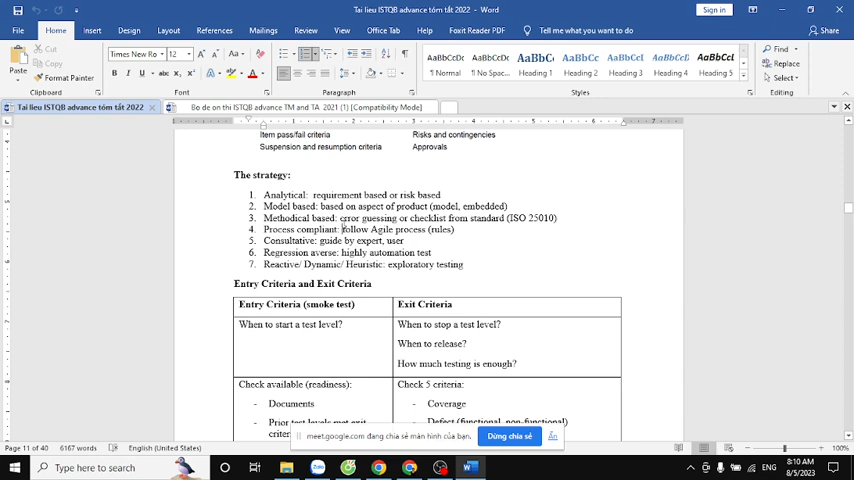 Tai lieu ISTQB advance tóm tắt 2022 - Word
Sign in
File Home Insert Draw Design Layout References Mailings Review View Office Tab Help Foxit Reader PDF Tell me what you want to do Share
Paste
Cut
Copy
Format Painter
Clipboard
Times New Ro 12
Font
Paragraph
AaBbCc AaBbCc AaBbC AaBbCc AaBbCc AaBbCc AaBbCc
¶ Normal ¶ No Spac... Heading 1 Heading 2 Heading 3 Heading 4 Heading 5
Styles
Find
Replace
Select
Editing
Tai lieu ISTQB advance tóm tắt 2022
Bo de on thi ISTQB advance TM and TA 2021 (1) [Compatibility Mode]
Item pass/fail criteria Risks and contingencies
Suspension and resumption criteria Approvals
The strategy:
1. Analytical: requirement based or risk based
2. Model based: based on aspect of product (model, embedded)
3. Methodical based: error guessing or checklist from standard (ISO 25010)
4. Process compliant: follow Agile process (rules)
5. Consultative: guide by expert, user
6. Regression averse: highly automation test
7. Reactive/ Dynamic/ Heuristic: exploratory testing
Entry Criteria and Exit Criteria
Entry Criteria (smoke test) Exit Criteria
When to start a test level? When to stop a test level?
When to release?
How much testing is enough?
Check available (readiness): Check 5 criteria:
- Documents - Coverage
- Prior test levels met exit - Defect (functional, non-functional)
meet.google.com đang chia sẻ màn hình của bạn. Dừng chia sẻ Ẩn
Page 11 of 40 6167 words English (United States) 100%
Type here to search
ENG
8:10 AM
8/5/2023